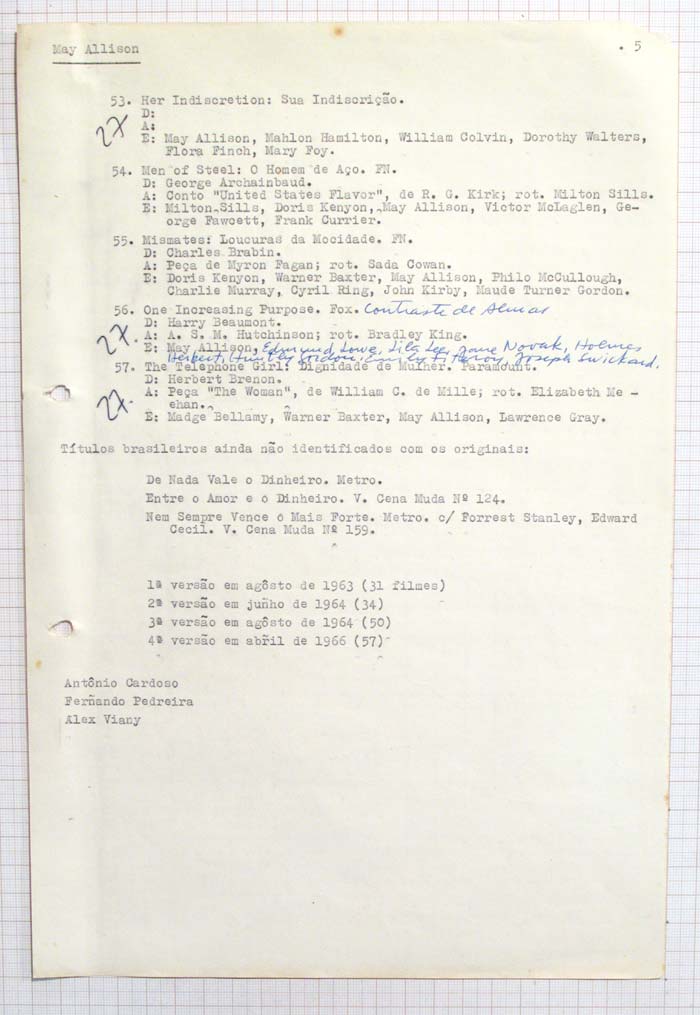 May Allison
. 5
53. Her Indiscretion: Sua Indiscrição.
D:
27
A:
E: May Allison, Mahlon Hamilton, William Colvin, Dorothy Walters,
Flora Finch, Mary Foy.
54. Men of Steel: O Homem de Aço. FN.
D: George Archainbaud.
A: Conto "United States Flavor", de R. G. Kirk; rot. Milton Sills.
E: Milton Sills, Doris Kenyon, May Allison, Victor McLaglen, Ge-
orge Fawcett, Frank Currier.
55. Mismates: Loucuras da Mocidade. FN.
D: Charles Brabin.
A: Peça de Myron Fagan; rot. Sada Cowan.
E: Doris Kenyon, Warner Baxter, May Allison, Philo McCullough,
Charlie Murray, Cyril Ring, John Kirby, Maude Turner Gordon.
56. One Increasing Purpose. Fox. Contraste de Almas
D: Harry Beaumont.
27.
A: A. S. M. Hutchinson; rot. Bradley King.
E: May Allison, Edmund Lowe, Lila Lee, Jane Novak, Holmes
Herbert, Huntly Gordon, Emily Fitzroy, Josef Swickard.
57. The Telephone Girl: Dignidade de Mulher. Paramount.
D: Herbert Brenon.
27.
A: Peça "The Woman", de William C. de Mille; rot. Elizabeth Me -
ehan.
E: Madge Bellamy, Warner Baxter, May Allison, Lawrence Gray.
Títulos brasileiros ainda não identificados com os originais:
De Nada Vale o Dinheiro. Metro.
Entre o Amor e o Dinheiro. V. Cena Muda Nº 124.
Nem Sempre Vence o Mais Forte. Metro. c/ Forrest Stanley, Edward
Cecil. V. Cena Muda Nº 159.
1ª versão em agôsto de 1963 (31 filmes)
2ª versão em junho de 1964 (34)
3ª versão em agôsto de 1964 (50)
4ª versão em abril de 1966 (57)
Antônio Cardoso
Fernando Pedreira
Alex Viany